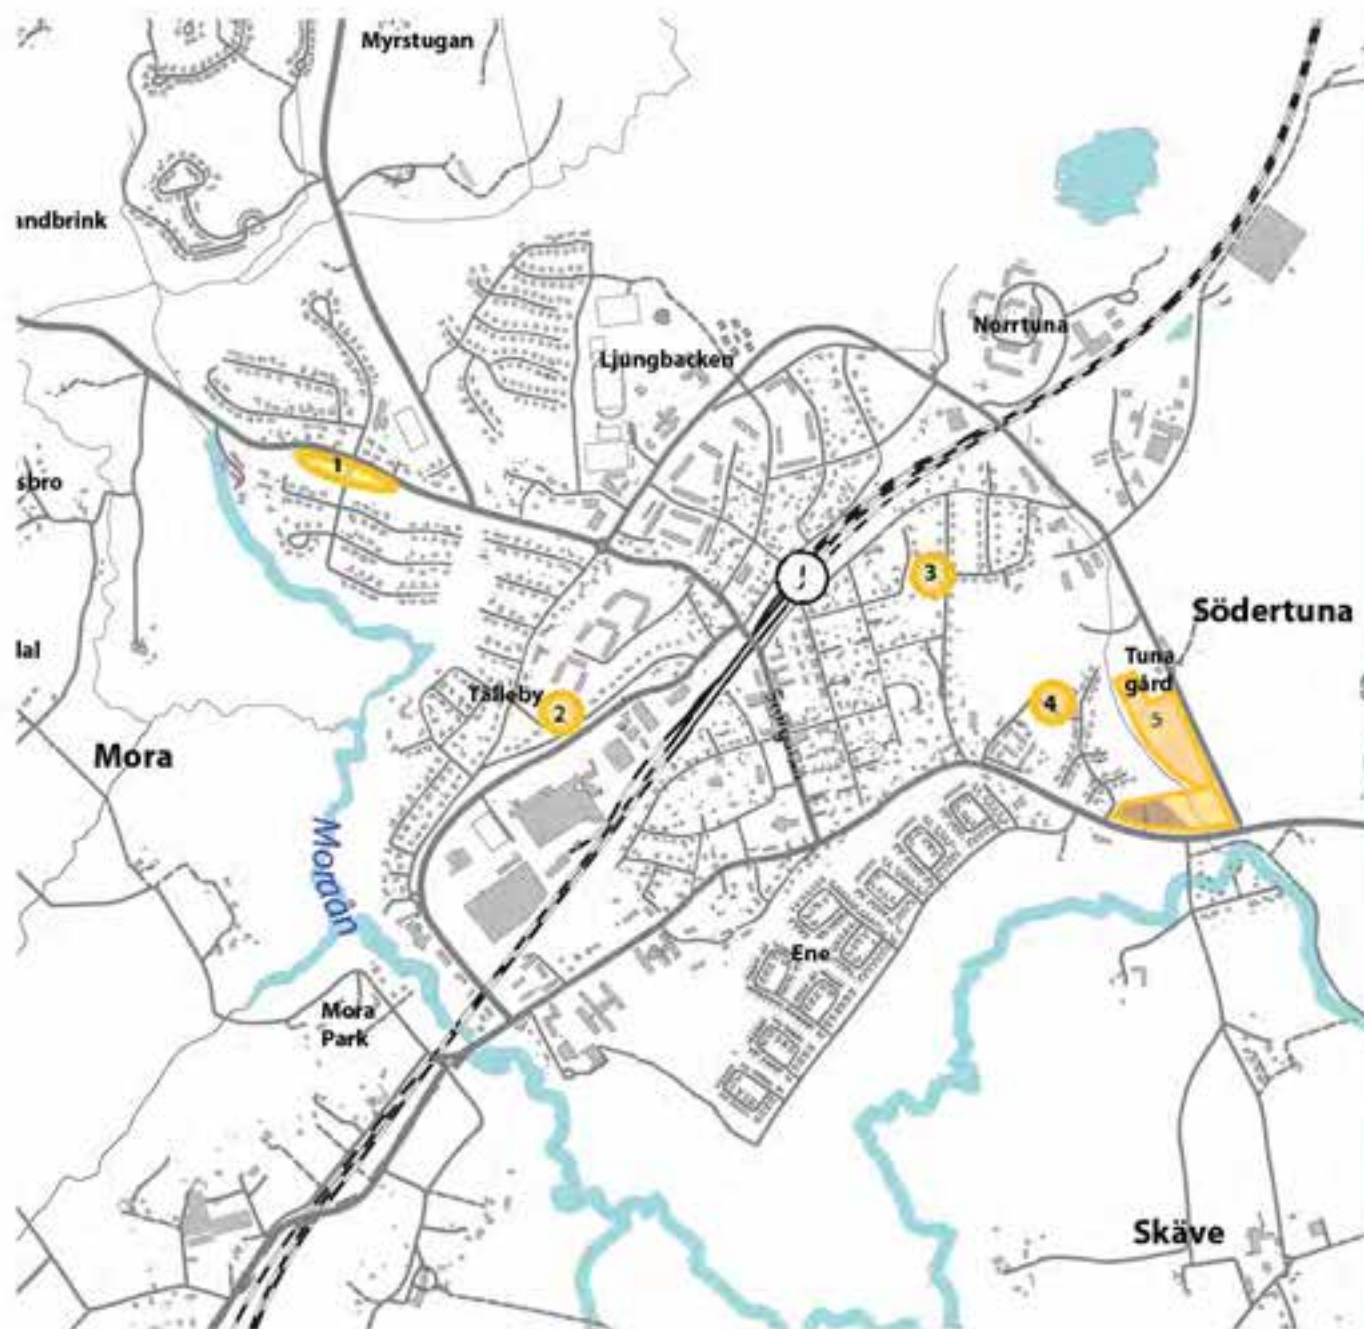 Myrstugan
andbrink
Norrtuna
Ljungbacken
1
sbro
J
3
Södertuna
lal
Tuna
gård
Tälleby
2
4
5
Mora
Moraån
Ene
Mora
Park
Skäve